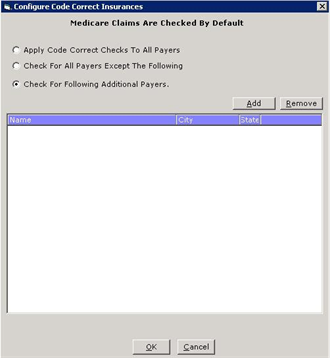 Configure Code Correct Insurances
Medicare Claims Are Checked By Default
Apply Code Correct Checks To All Payers
Check For All Payers Except The Following
Check For Following Additional Payers.
Add Remove
Name City State
OK Cancel